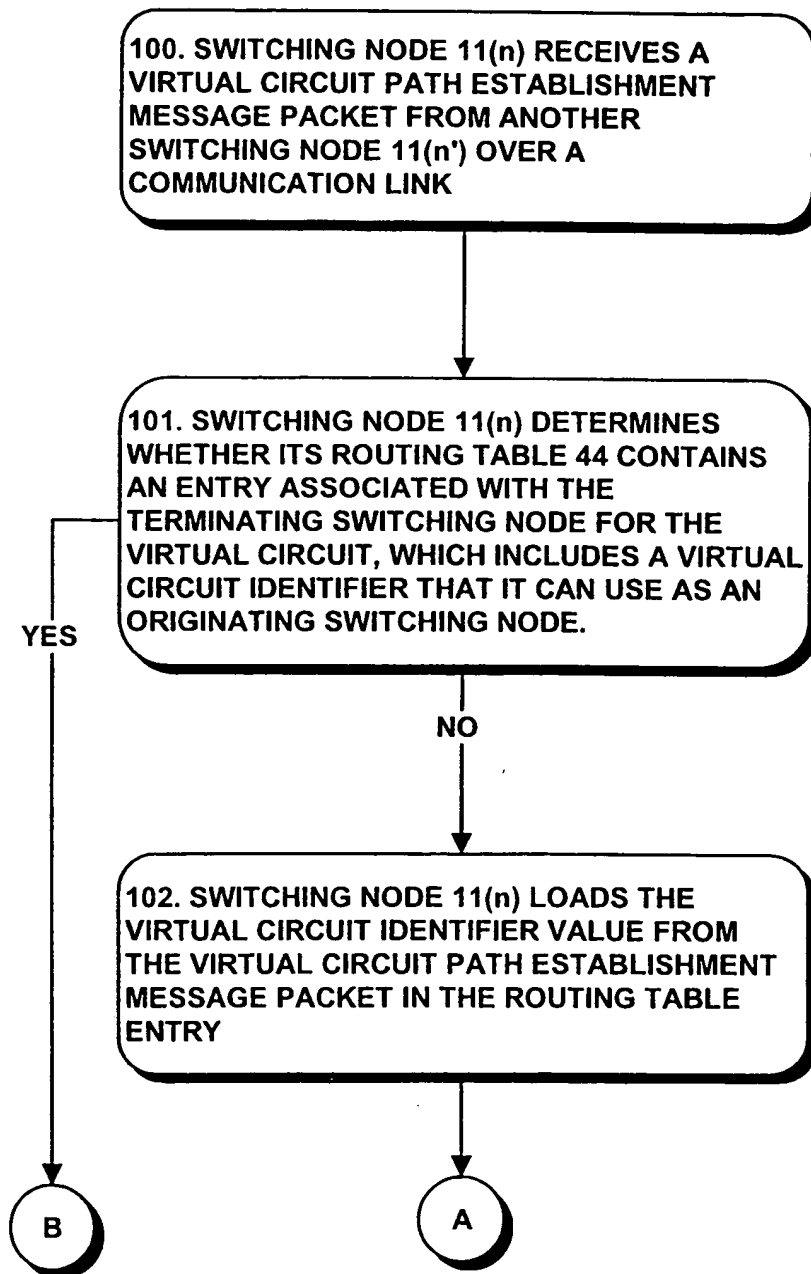 100. SWITCHING NODE 11(n) RECEIVES A
VIRTUAL CIRCUIT PATH ESTABLISHMENT
MESSAGE PACKET FROM ANOTHER
SWITCHING NODE 11(n') OVER A
COMMUNICATION LINK
101. SWITCHING NODE 11(n) DETERMINES
WHETHER ITS ROUTING TABLE 44 CONTAINS
AN ENTRY ASSOCIATED WITH THE
TERMINATING SWITCHING NODE FOR THE
VIRTUAL CIRCUIT, WHICH INCLUDES A VIRTUAL
CIRCUIT IDENTIFIER THAT IT CAN USE AS AN
ORIGINATING SWITCHING NODE.
YES
NO
102. SWITCHING NODE 11(n) LOADS THE
VIRTUAL CIRCUIT IDENTIFIER VALUE FROM
THE VIRTUAL CIRCUIT PATH ESTABLISHMENT
MESSAGE PACKET IN THE ROUTING TABLE
ENTRY
B
A